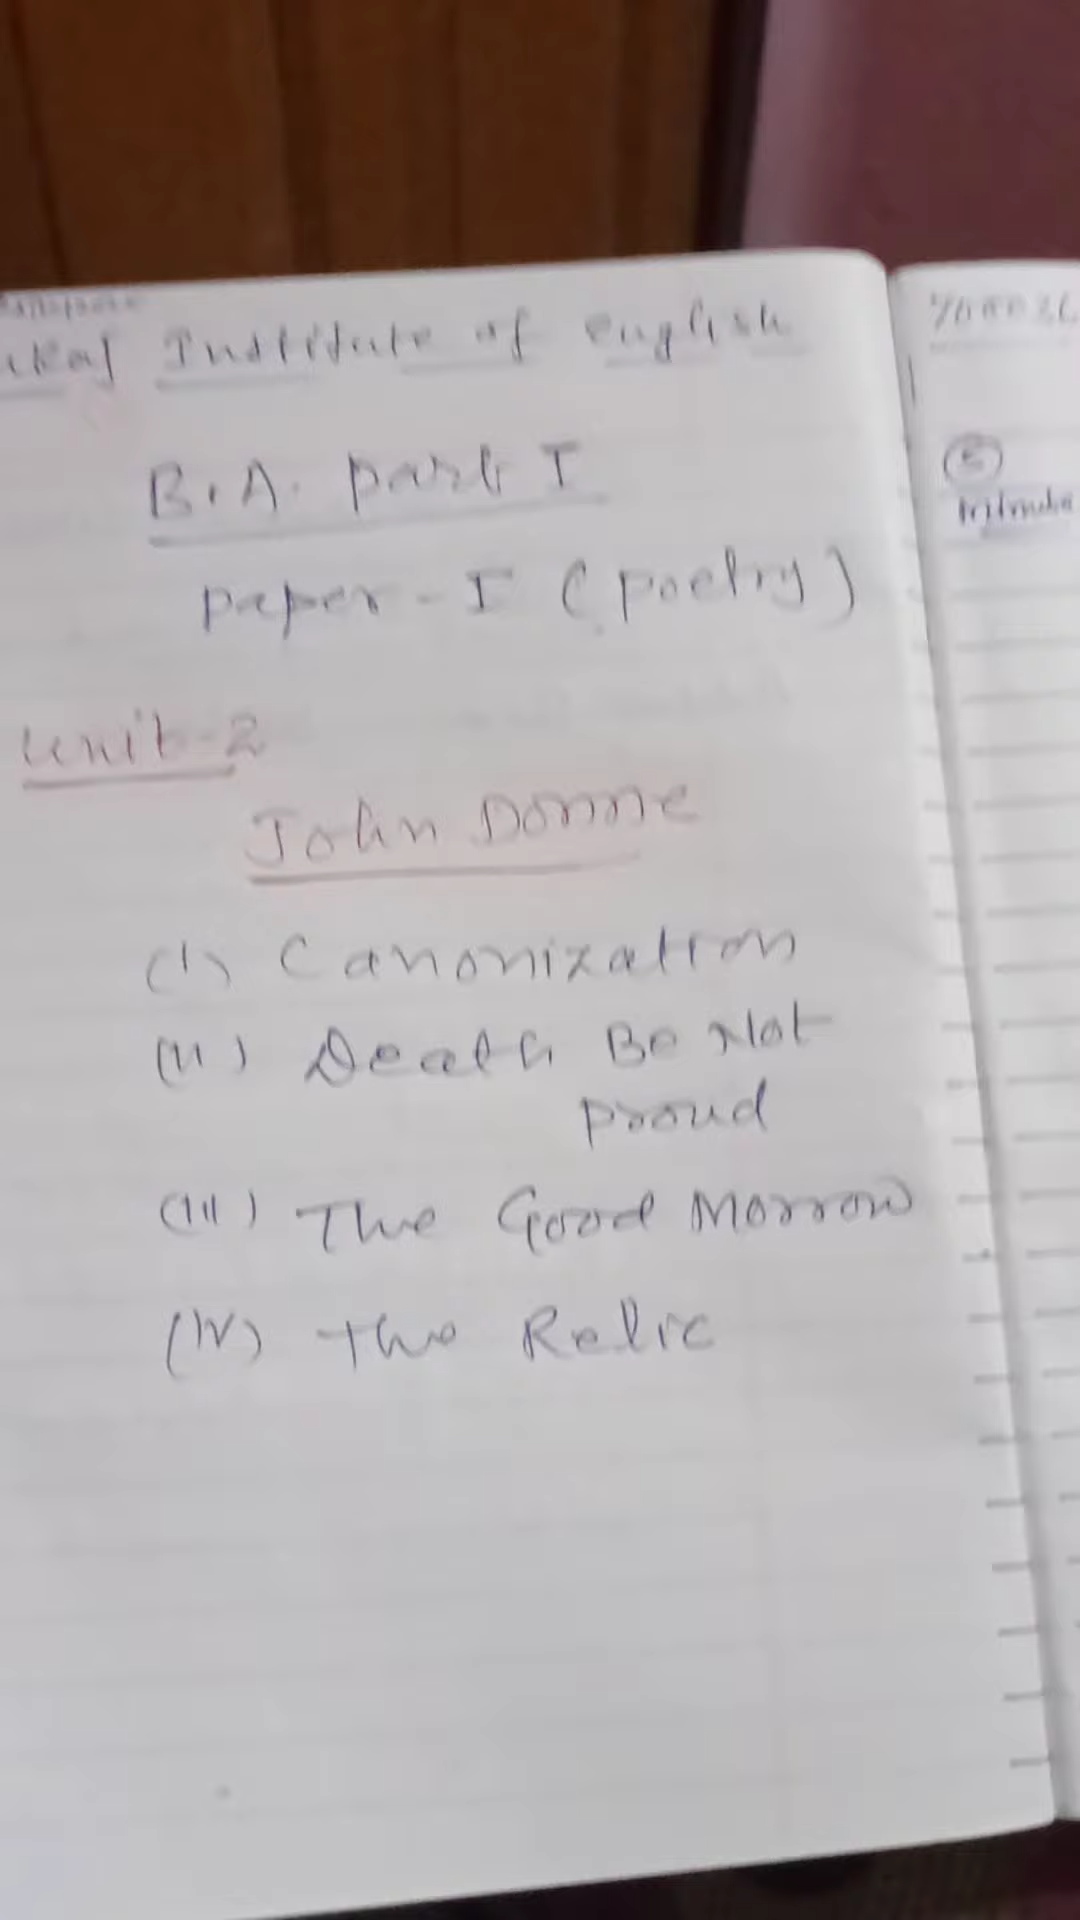 Institute of english
B.A. part I
paper - I (poetry)
unit-2
John Donne
(I) Canonization
(II) Death Be Not
proud
(III) The Good Morrow
(IV) The Relic
(5)